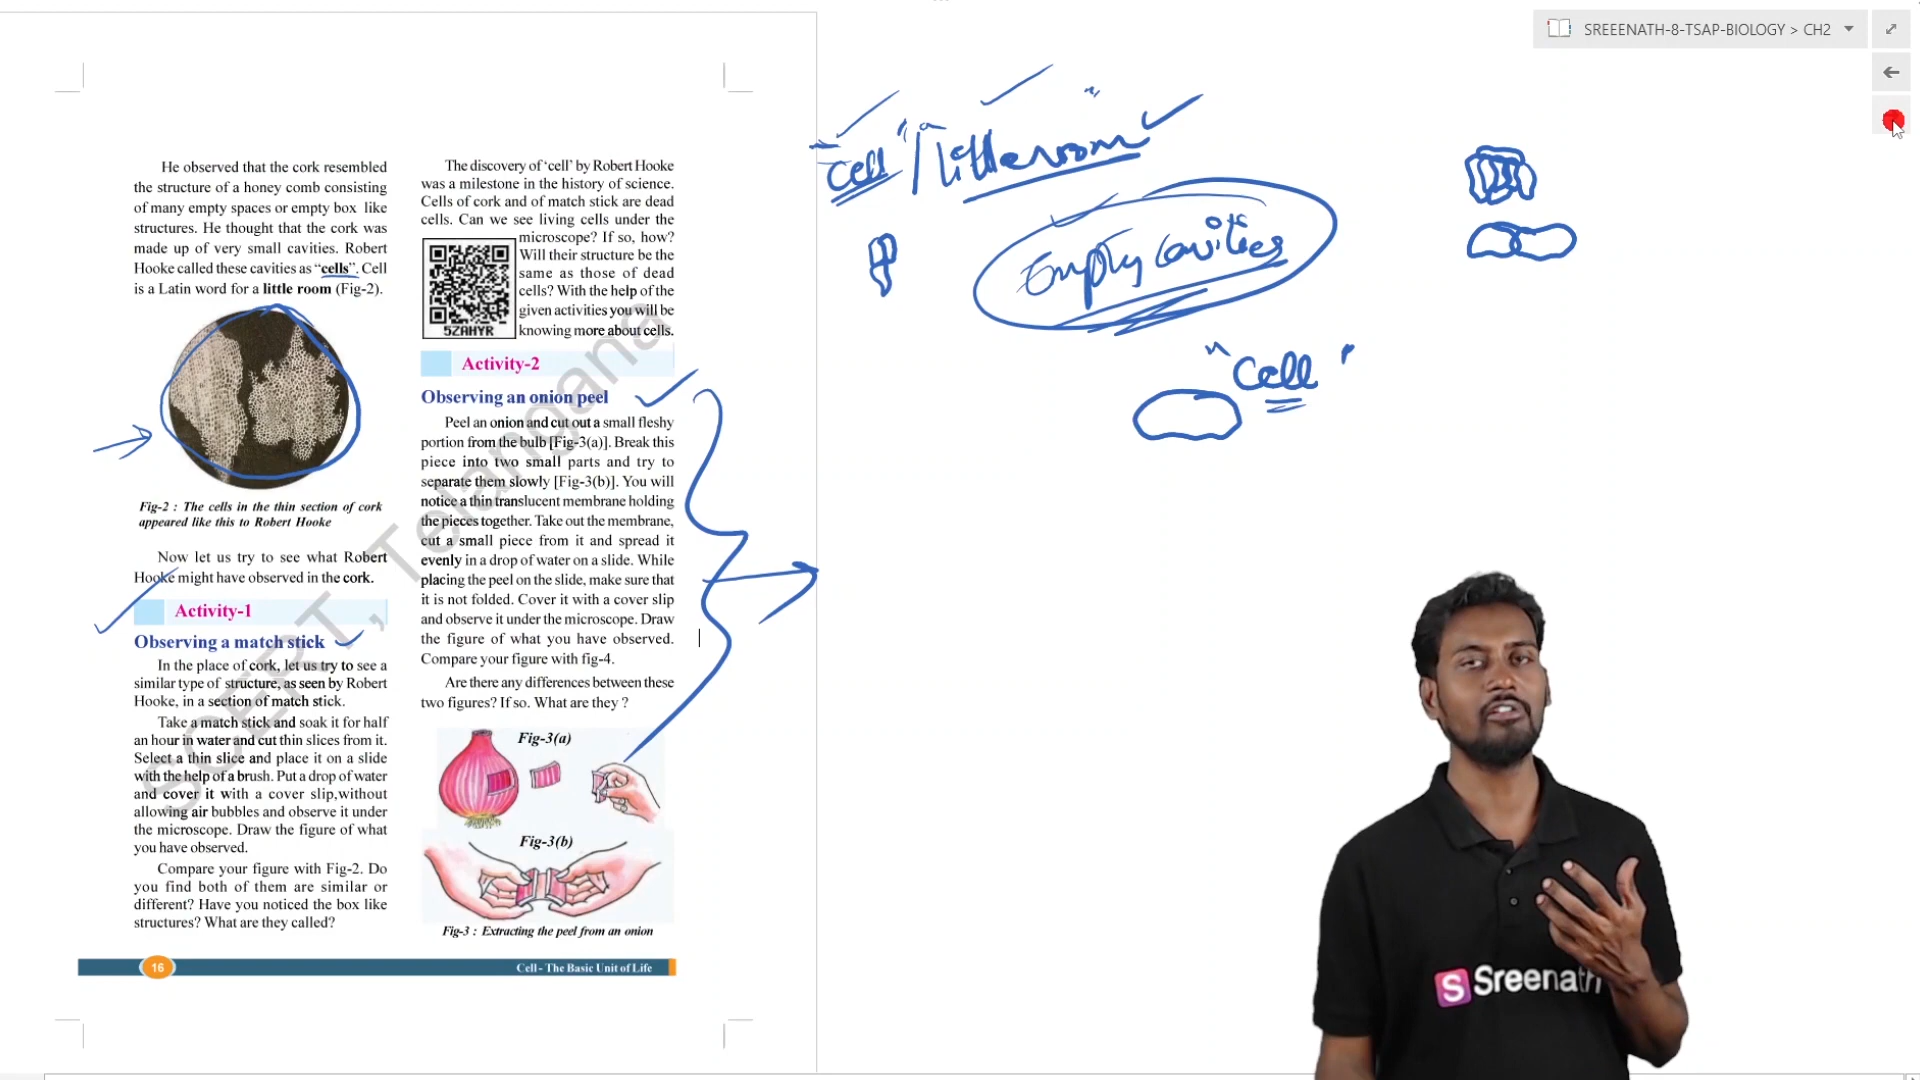 SREEENATH-8-TSAP-BIOLOGY > CH2
He observed that the cork resembled
the structure of a honey comb consisting
of many empty spaces or empty box like
structures. He thought that the cork was
made up of very small cavities. Robert
Hooke called these cavities as “cells”. Cell
is a Latin word for a little room (Fig-2).
Fig-2 : The cells in the thin section of cork
appeared like this to Robert Hooke
Now let us try to see what Robert
Hooke might have observed in the cork.
Activity-1
Observing a match stick
In the place of cork, let us try to see a
similar type of structure, as seen by Robert
Hooke, in a section of match stick.
Take a match stick and soak it for half
an hour in water and cut thin slices from it.
Select a thin slice and place it on a slide
with the help of a brush. Put a drop of water
and cover it with a cover slip,without
allowing air bubbles and observe it under
the microscope. Draw the figure of what
you have observed.
Compare your figure with Fig-2. Do
you find both of them are similar or
different? Have you noticed the box like
structures? What are they called?
The discovery of ‘cell’ by Robert Hooke
was a milestone in the history of science.
Cells of cork and of match stick are dead
cells. Can we see living cells under the
microscope? If so, how?
Will their structure be the
same as those of dead
cells? With the help of the
given activities you will be
knowing more about cells.
5ZAHYR
Activity-2
Observing an onion peel
Peel an onion and cut out a small fleshy
portion from the bulb [Fig-3(a)]. Break this
piece into two small parts and try to
separate them slowly [Fig-3(b)]. You will
notice a thin translucent membrane holding
the pieces together. Take out the membrane,
cut a small piece from it and spread it
evenly in a drop of water on a slide. While
placing the peel on the slide, make sure that
it is not folded. Cover it with a cover slip
and observe it under the microscope. Draw
the figure of what you have observed.
Compare your figure with fig-4.
Are there any differences between these
two figures? If so. What are they ?
Fig-3(a)
Fig-3(b)
Fig-3 : Extracting the peel from an onion
16
Cell - The Basic Unit of Life
SCERT, Telangana
"Cell" / "a little room"
Empty cavities
"Cell"
S Sreenath